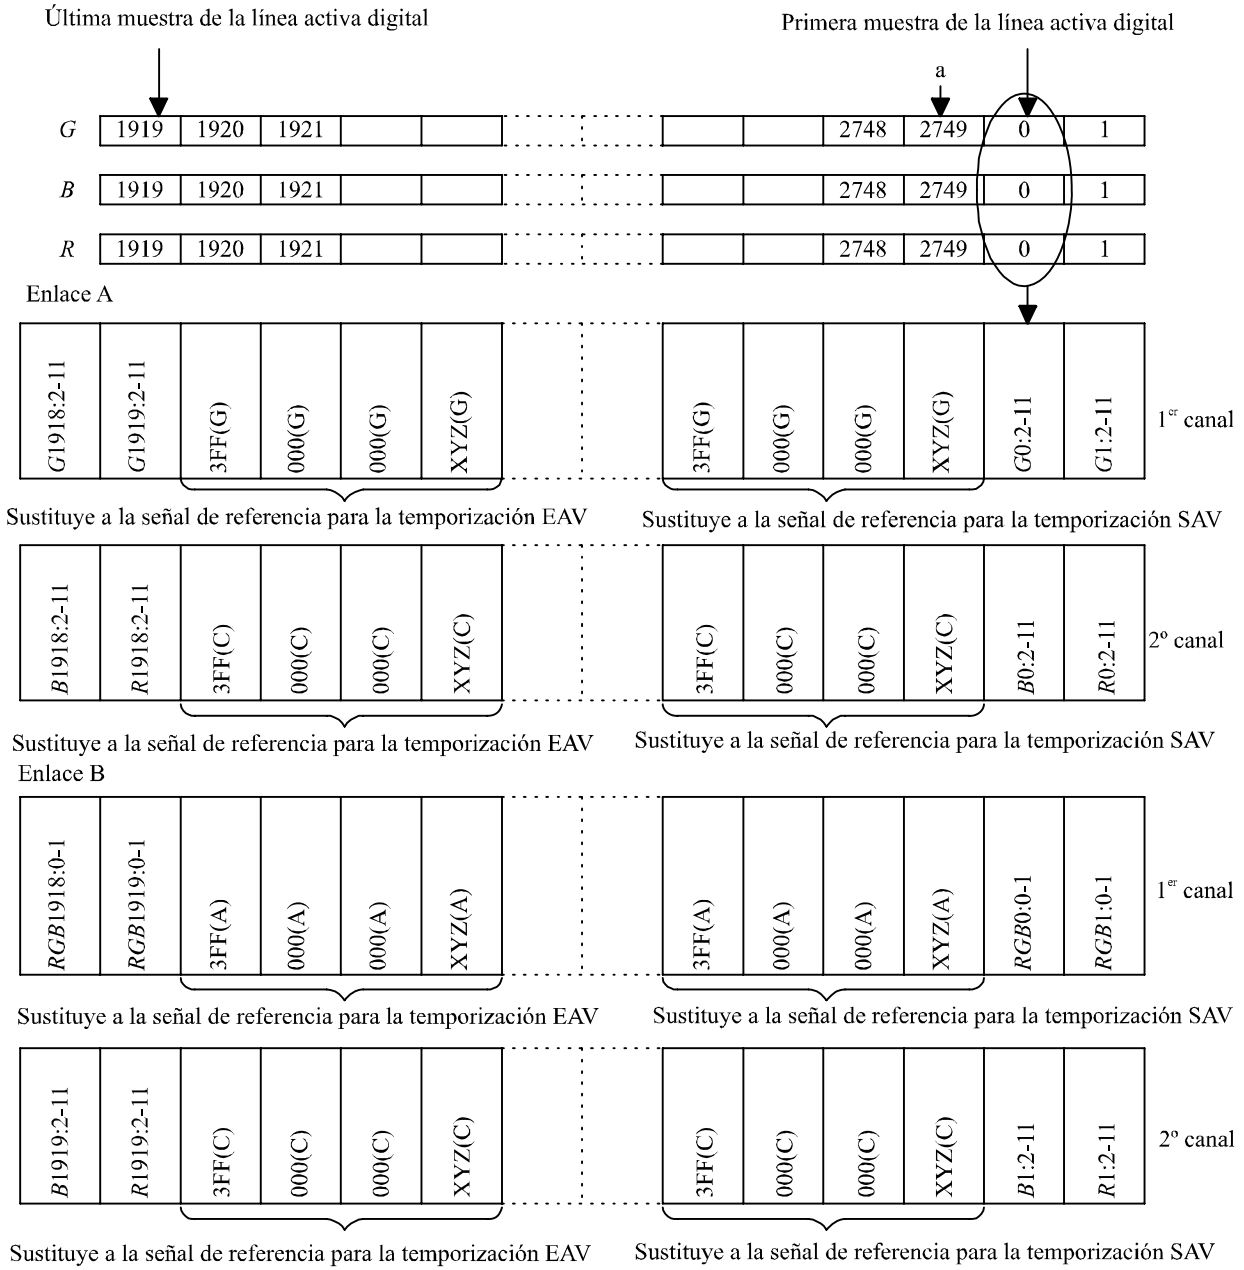 Última muestra de la línea activa digital
Primera muestra de la línea activa digital
a
G 1919 1920 1921 2748 2749 0 1
B 1919 1920 1921 2748 2749 0 1
R 1919 1920 1921 2748 2749 0 1
Enlace A
G1918:2-11 G1919:2-11 3FF(G) 000(G) 000(G) XYZ(G) 3FF(G) 000(G) 000(G) XYZ(G) G0:2-11 G1:2-11 1er canal
Sustituye a la señal de referencia para la temporización EAV
Sustituye a la señal de referencia para la temporización SAV
B1918:2-11 R1918:2-11 3FF(C) 000(C) 000(C) XYZ(C) 3FF(C) 000(C) 000(C) XYZ(C) B0:2-11 R0:2-11 2º canal
Sustituye a la señal de referencia para la temporización EAV
Sustituye a la señal de referencia para la temporización SAV
Enlace B
RGB1918:0-1 RGB1919:0-1 3FF(A) 000(A) 000(A) XYZ(A) 3FF(A) 000(A) 000(A) XYZ(A) RGB0:0-1 RGB1:0-1 1er canal
Sustituye a la señal de referencia para la temporización EAV
Sustituye a la señal de referencia para la temporización SAV
B1919:2-11 R1919:2-11 3FF(C) 000(C) 000(C) XYZ(C) 3FF(C) 000(C) 000(C) XYZ(C) B1:2-11 R1:2-11 2º canal
Sustituye a la señal de referencia para la temporización EAV
Sustituye a la señal de referencia para la temporización SAV